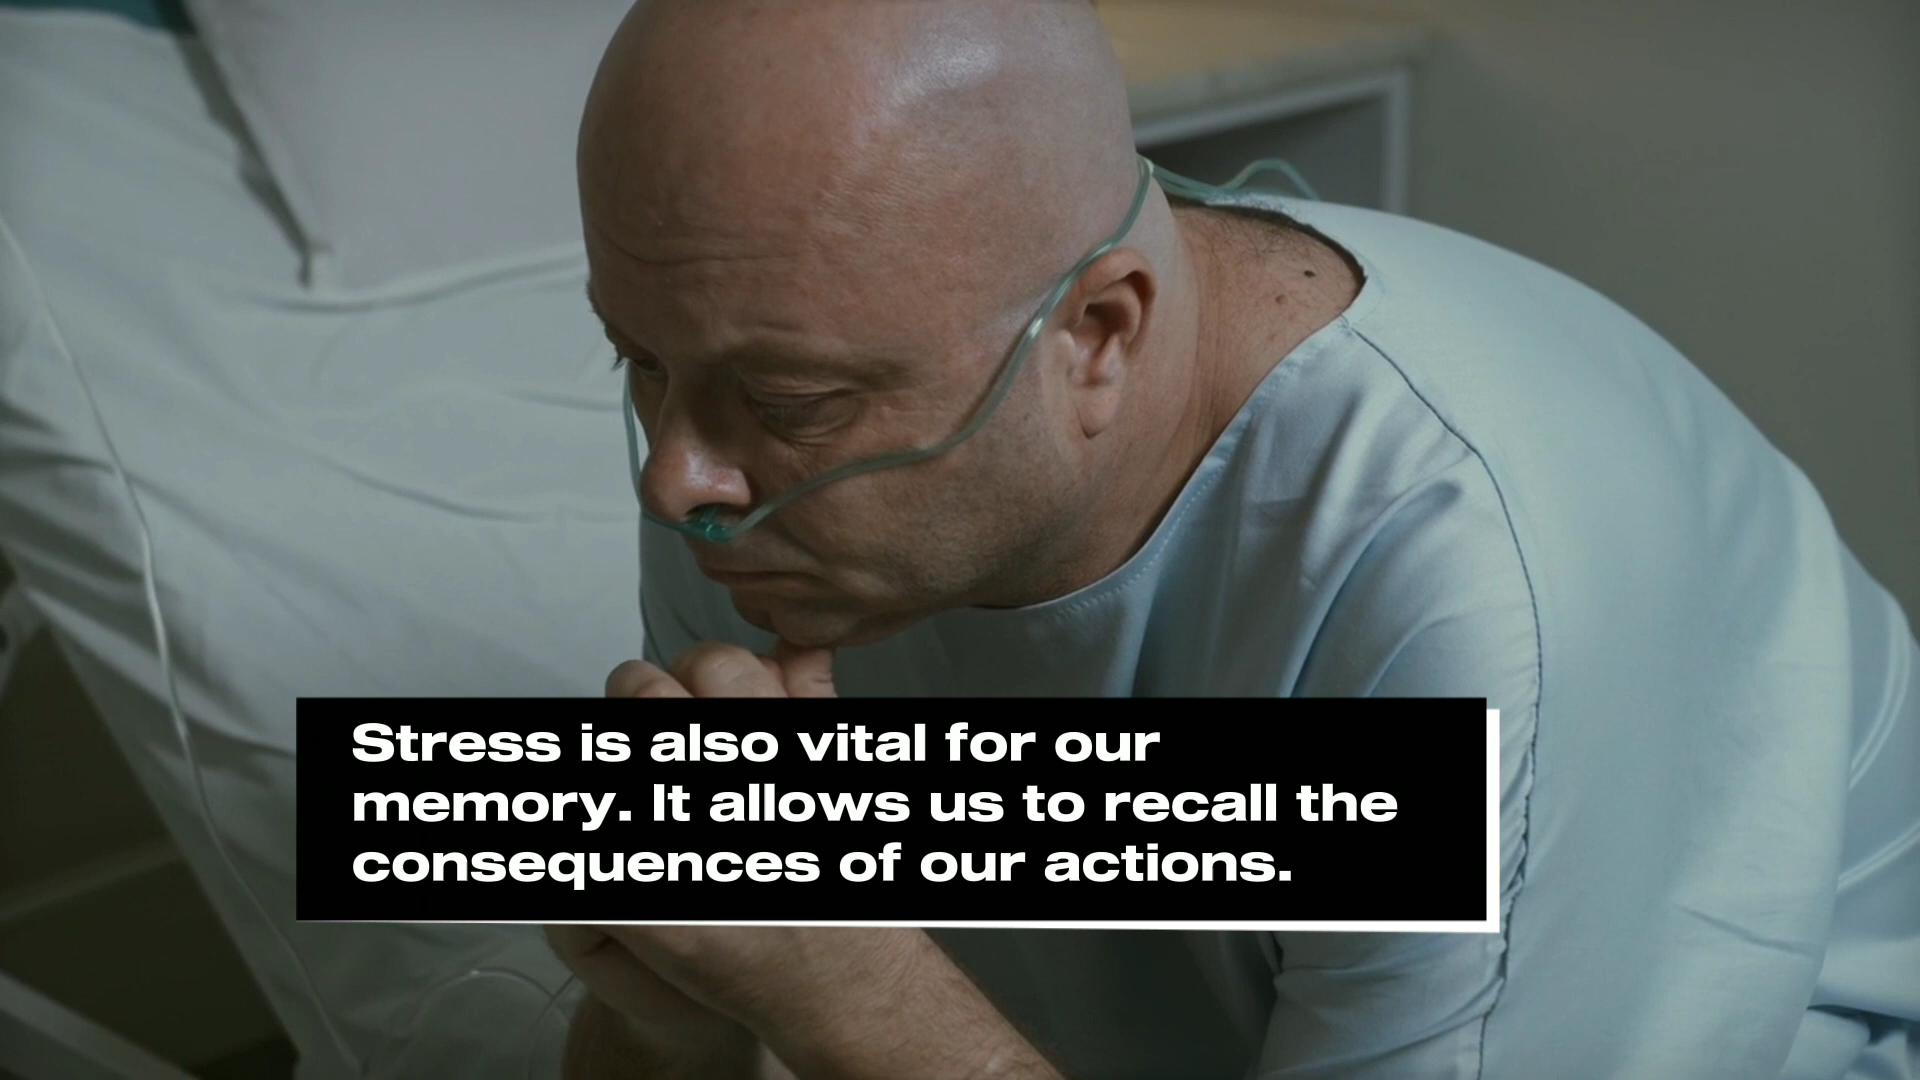 Stress is also vital for our
memory. It allows us to recall the
consequences of our actions.